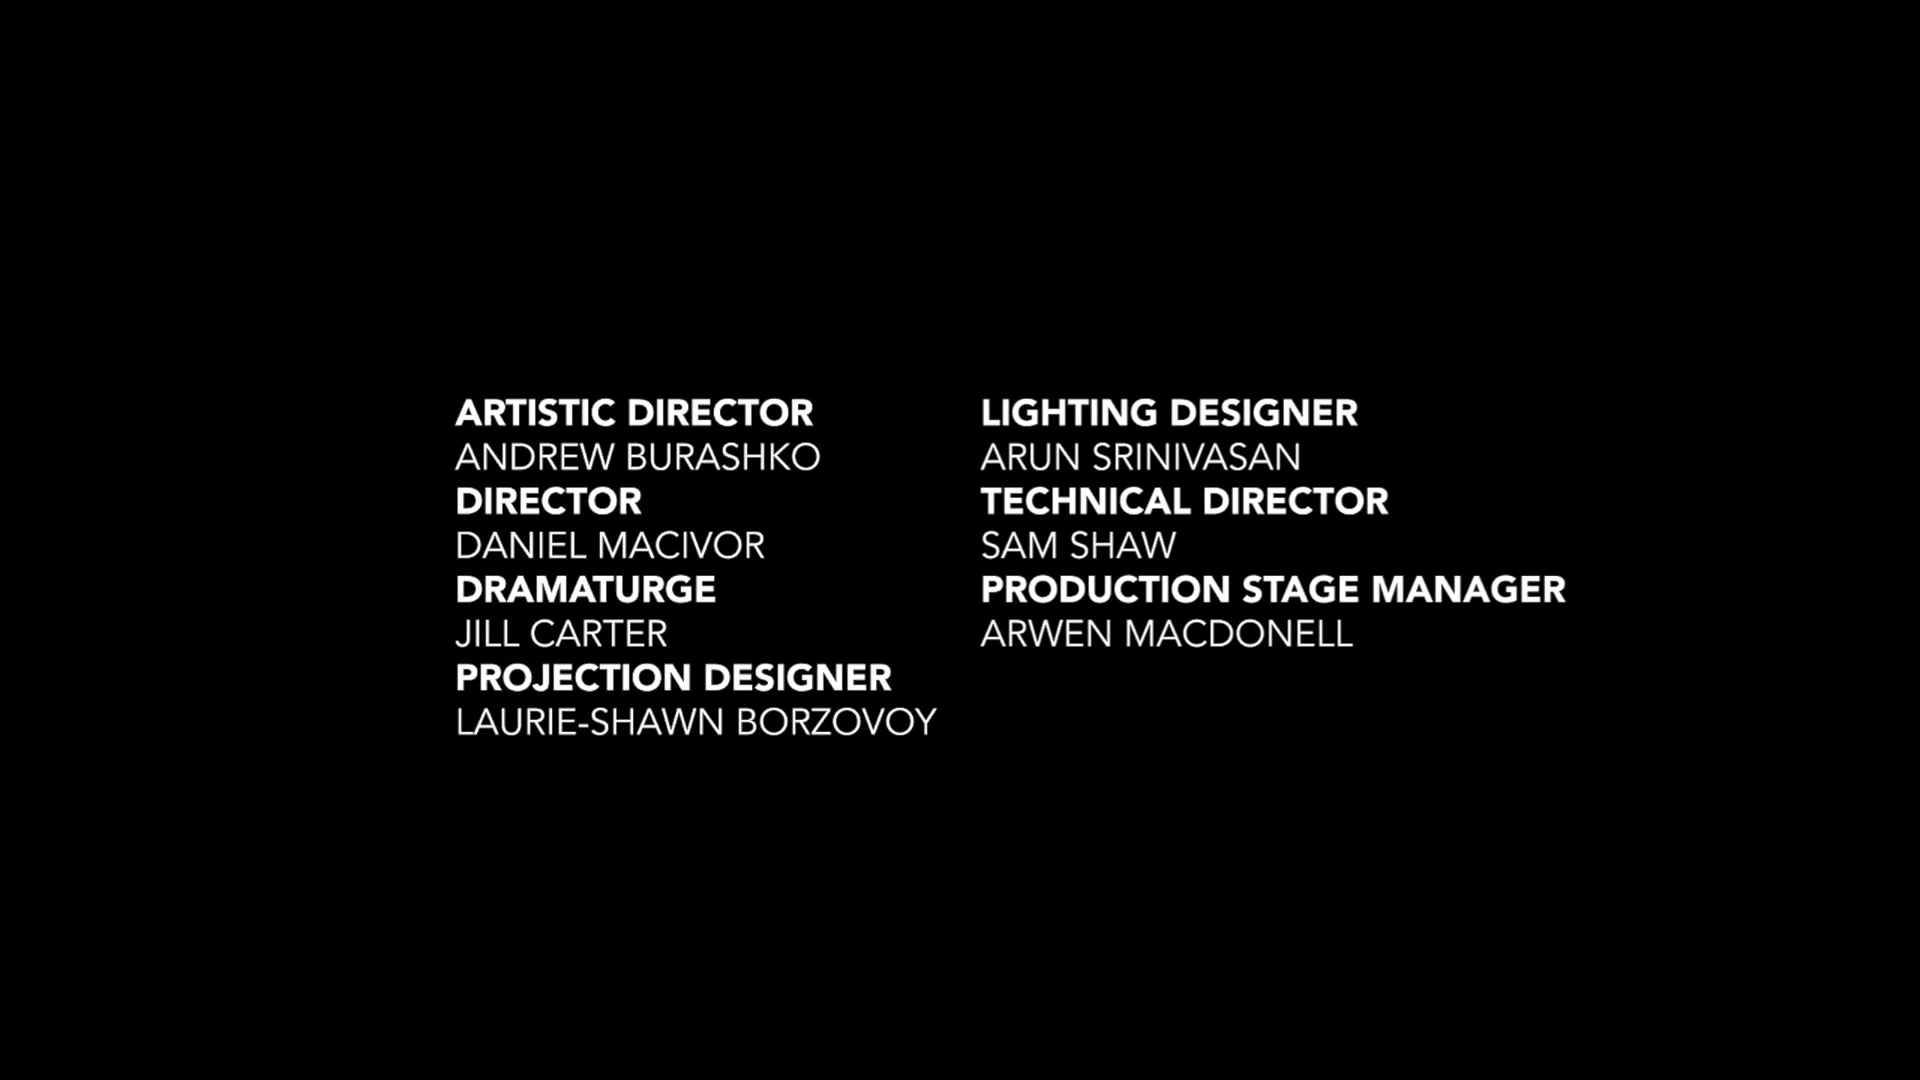 ARTISTIC DIRECTOR
ANDREW BURASHKO
DIRECTOR
DANIEL MACIVOR
DRAMATURGE
JILL CARTER
PROJECTION DESIGNER
LAURIE-SHAWN BORZOVOY
LIGHTING DESIGNER
ARUN SRINIVASAN
TECHNICAL DIRECTOR
SAM SHAW
PRODUCTION STAGE MANAGER
ARWEN MACDONELL